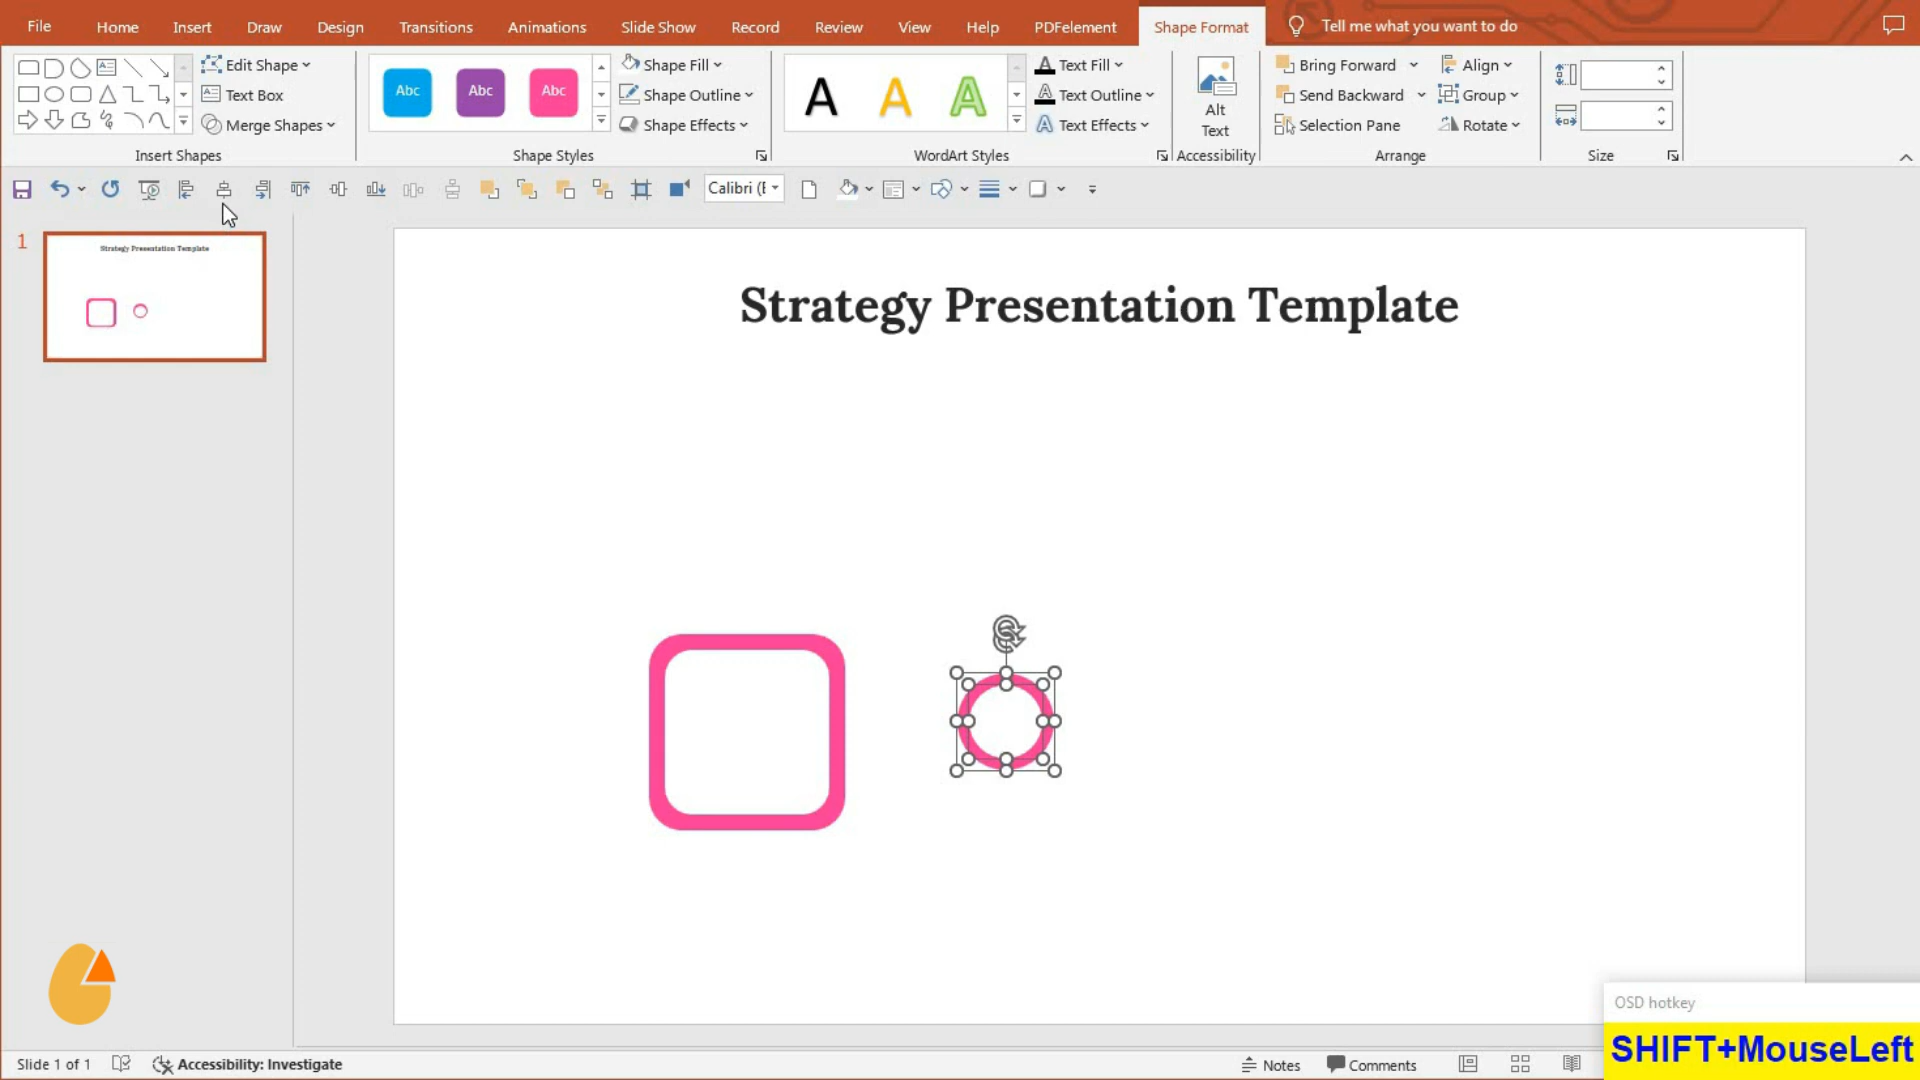 File Home Insert Draw Design Transitions Animations Slide Show Record Review View Help PDFelement Shape Format Tell me what you want to do
Edit Shape
Text Box
Merge Shapes
Insert Shapes
Abc Abc Abc
Shape Styles
Shape Fill
Shape Outline
Shape Effects
A A A
WordArt Styles
Text Fill
Text Outline
Text Effects
Alt
Text
Accessibility
Bring Forward
Send Backward
Selection Pane
Align
Group
Rotate
Arrange
Size
Calibri (E
1
Strategy Presentation Template
Strategy Presentation Template
OSD hotkey
SHIFT+MouseLeft
Slide 1 of 1 Accessibility: Investigate Notes Comments